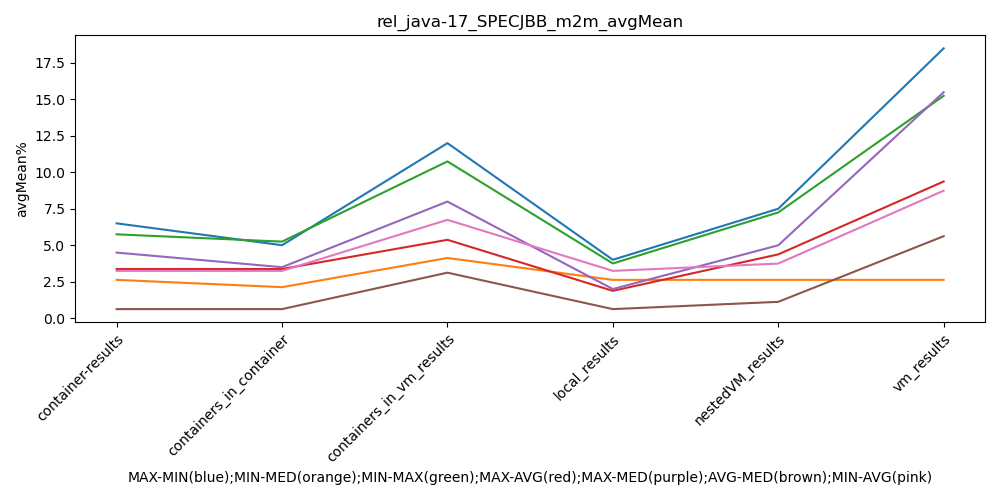 rel_java-17_SPECJBB_m2m_avgMean
avgMean%
17.5
15.0
12.5
10.0
7.5
5.0
2.5
0.0
container-results
containers_in_container
containers_in_vm_results
local_results
nestedVM_results
vm_results
MAX-MIN(blue);MIN-MED(orange);MIN-MAX(green);MAX-AVG(red);MAX-MED(purple);AVG-MED(brown);MIN-AVG(pink)